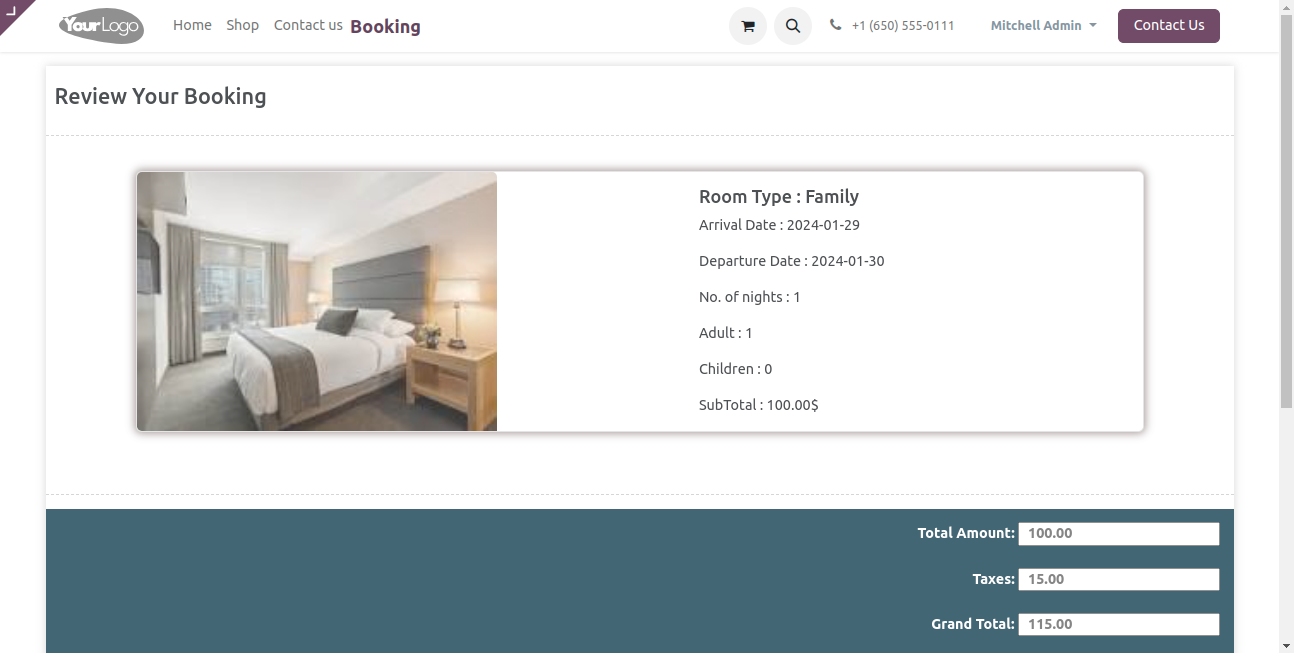 YourLogo
Home Shop Contact us Booking
+1 (650) 555-0111 Mitchell Admin Contact Us
Review Your Booking
Room Type : Family
Arrival Date : 2024-01-29
Departure Date : 2024-01-30
No. of nights : 1
Adult : 1
Children : 0
SubTotal : 100.00$
Total Amount: 100.00
Taxes: 15.00
Grand Total: 115.00